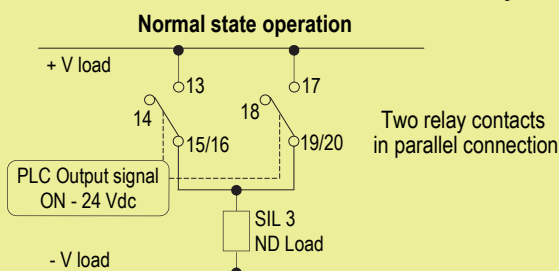 Normal state operation
+ V load
13
17
14
18
15/16
19/20
Two relay contacts
in parallel connection
PLC Output signal
ON - 24 Vdc
SIL 3
ND Load
- V load